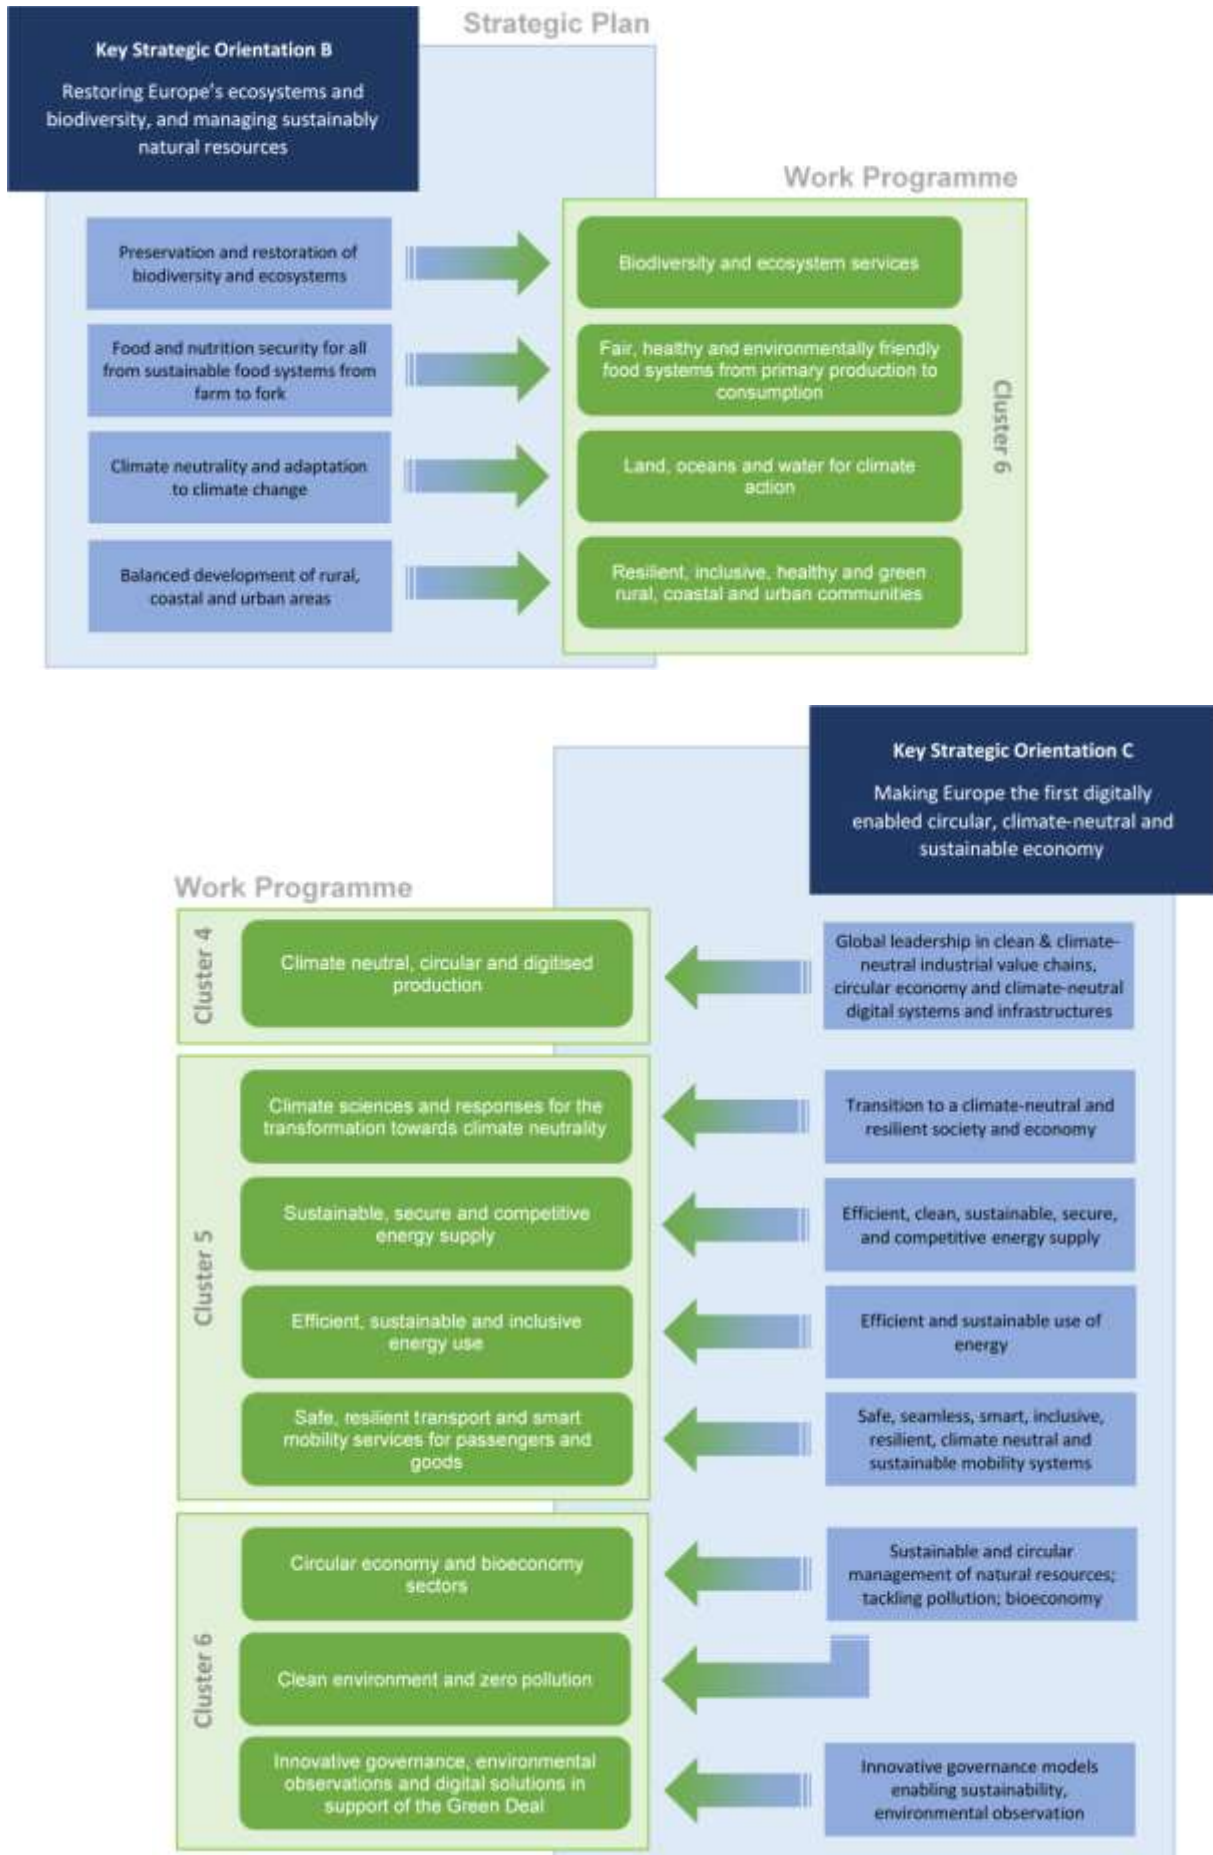 Strategic Plan
Key Strategic Orientation B
Restoring Europe's ecosystems and
biodiversity, and managing sustainably
natural resources
Work Programme
Preservation and restoration of
biodiversity and ecosystems
Biodiversity and ecosystem services
Food and nutrition security for all
from sustainable food systems from
farm to fork
Fair, healthy and environmentally friendly
food systems from primary production to
consumption
Climate neutrality and adaptation
to climate change
Land, oceans and water for climate
action
Balanced development of rural,
coastal and urban areas
Resilient, inclusive, healthy and green
rural, coastal and urban communities
Cluster 6
Key Strategic Orientation C
Making Europe the first digitally
enabled circular, climate-neutral and
sustainable economy
Work Programme
Cluster 4
Climate neutral, circular and digitised
production
Global leadership in clean & climate-
neutral industrial value chains,
circular economy and climate-neutral
digital systems and infrastructures
Cluster 5
Climate sciences and responses for the
transformation towards climate neutrality
Transition to a climate-neutral and
resilient society and economy
Sustainable, secure and competitive
energy supply
Efficient, clean, sustainable, secure,
and competitive energy supply
Efficient, sustainable and inclusive
energy use
Efficient and sustainable use of
energy
Safe, resilient transport and smart
mobility services for passengers and
goods
Safe, seamless, smart, inclusive,
resilient, climate neutral and
sustainable mobility systems
Cluster 6
Circular economy and bioeconomy
sectors
Sustainable and circular
management of natural resources;
tackling pollution; bioeconomy
Clean environment and zero pollution
Innovative governance, environmental
observations and digital solutions in
support of the Green Deal
Innovative governance models
enabling sustainability,
environmental observation